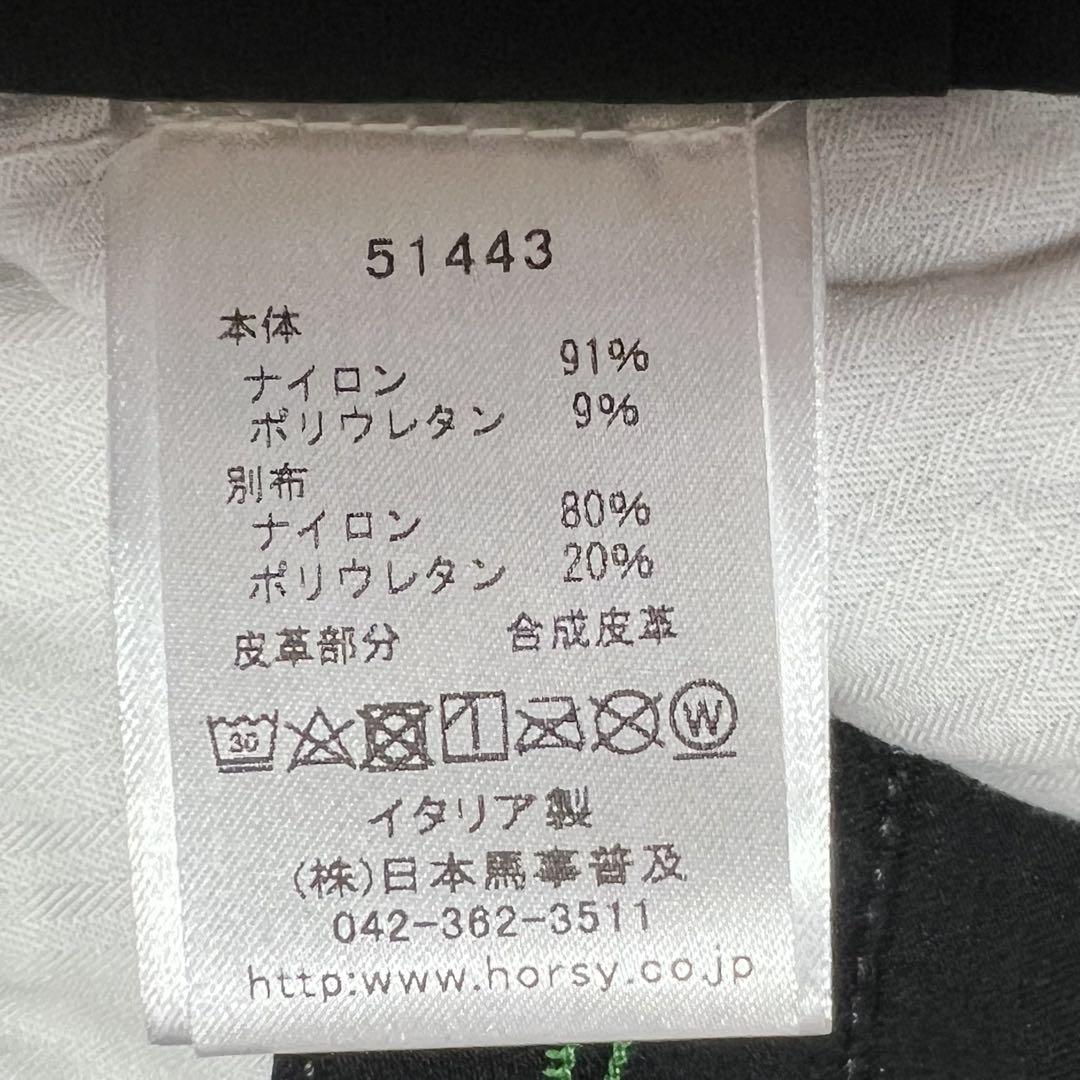 51443
本体
ナイロン 91%
ポリウレタン 9%
別布
ナイロン 80%
ポリウレタン 20%
皮革部分 合成皮革
30 W
イタリア製
(株)日本馬事普及
042-362-3511
http:www.horsy.co.jp